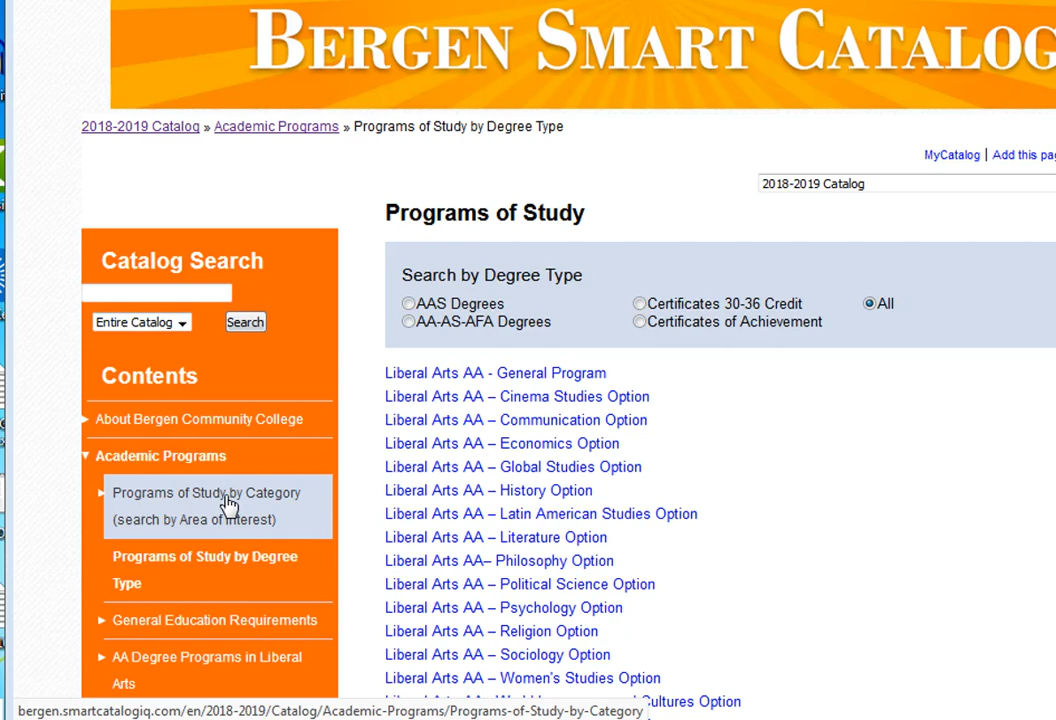 BERGEN SMART CATALOG
2018-2019 Catalog » Academic Programs » Programs of Study by Degree Type
MyCatalog | Add this pa
2018-2019 Catalog
Programs of Study
Search by Degree Type
AAS Degrees
Certificates 30-36 Credit
All
AA-AS-AFA Degrees
Certificates of Achievement
Liberal Arts AA - General Program
Liberal Arts AA – Cinema Studies Option
Liberal Arts AA – Communication Option
Liberal Arts AA – Economics Option
Liberal Arts AA – Global Studies Option
Liberal Arts AA – History Option
Liberal Arts AA – Latin American Studies Option
Liberal Arts AA – Literature Option
Liberal Arts AA– Philosophy Option
Liberal Arts AA – Political Science Option
Liberal Arts AA – Psychology Option
Liberal Arts AA – Religion Option
Liberal Arts AA – Sociology Option
Liberal Arts AA – Women's Studies Option
Cultures Option
Catalog Search
Entire Catalog
Search
Contents
About Bergen Community College
Academic Programs
Programs of Study by Category
(search by Area of Interest)
Programs of Study by Degree
Type
General Education Requirements
AA Degree Programs in Liberal
Arts
bergen.smartcatalogiq.com/en/2018-2019/Catalog/Academic-Programs/Programs-of-Study-by-Category